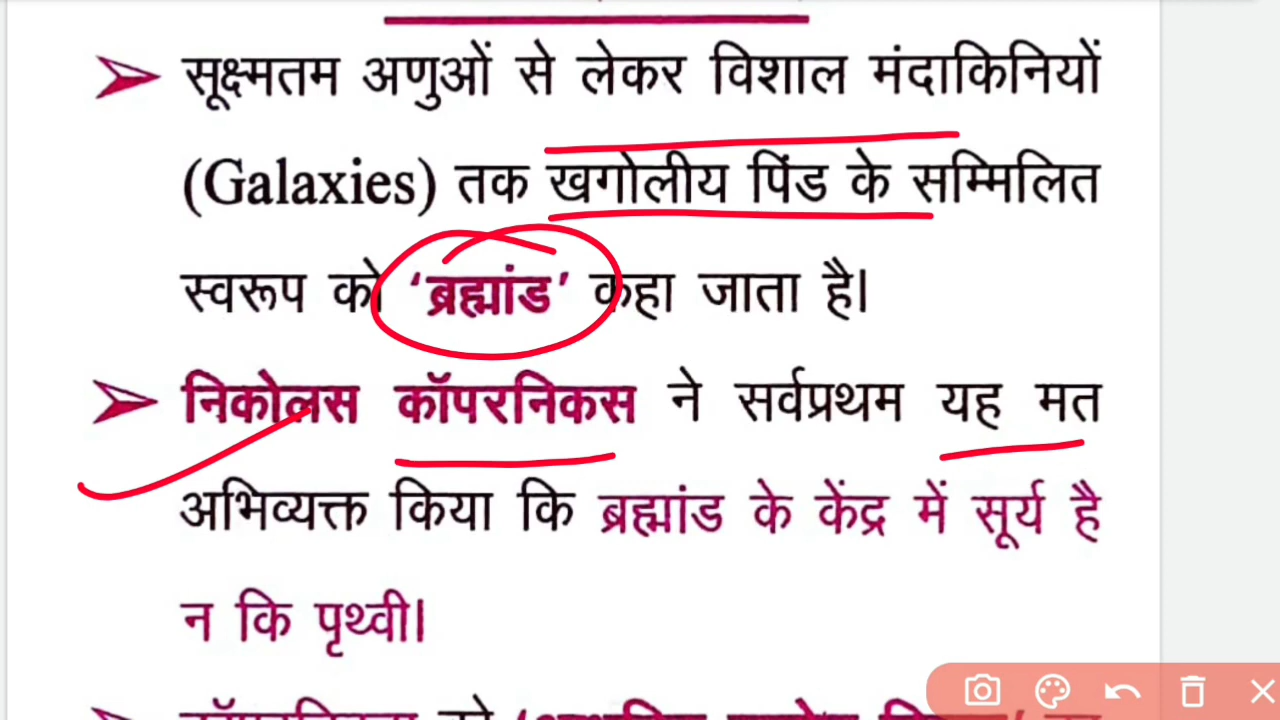 ➢ सूक्ष्मतम अणुओं से लेकर विशाल मंदाकिनियों
(Galaxies) तक खगोलीय पिंड के सम्मिलित
स्वरूप को ‘ब्रह्मांड’ कहा जाता है।
➢ निकोलस कॉपरनिकस ने सर्वप्रथम यह मत
अभिव्यक्त किया कि ब्रह्मांड के केंद्र में सूर्य है
न कि पृथ्वी।